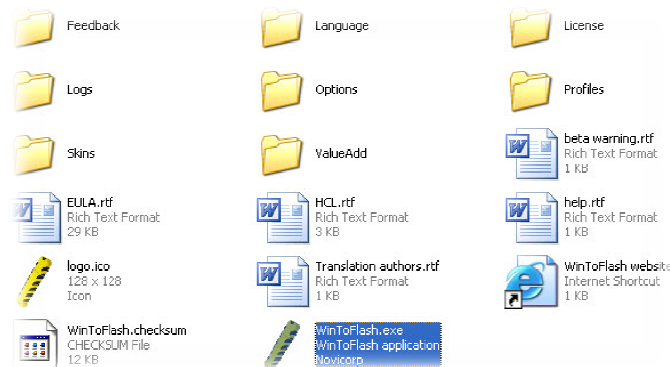 Feedback
Language
License
Logs
Options
Profiles
Skins
ValueAdd
beta warning.rtf
Rich Text Format
1 KB
EULA.rtf
Rich Text Format
29 KB
HCL.rtf
Rich Text Format
3 KB
help.rtf
Rich Text Format
1 KB
logo.ico
128 x 128
Icon
Translation authors.rtf
Rich Text Format
1 KB
WinToFlash website
Internet Shortcut
1 KB
WinToFlash.checksum
CHECKSUM File
12 KB
WinToFlash.exe
WinToFlash application
Novicorp